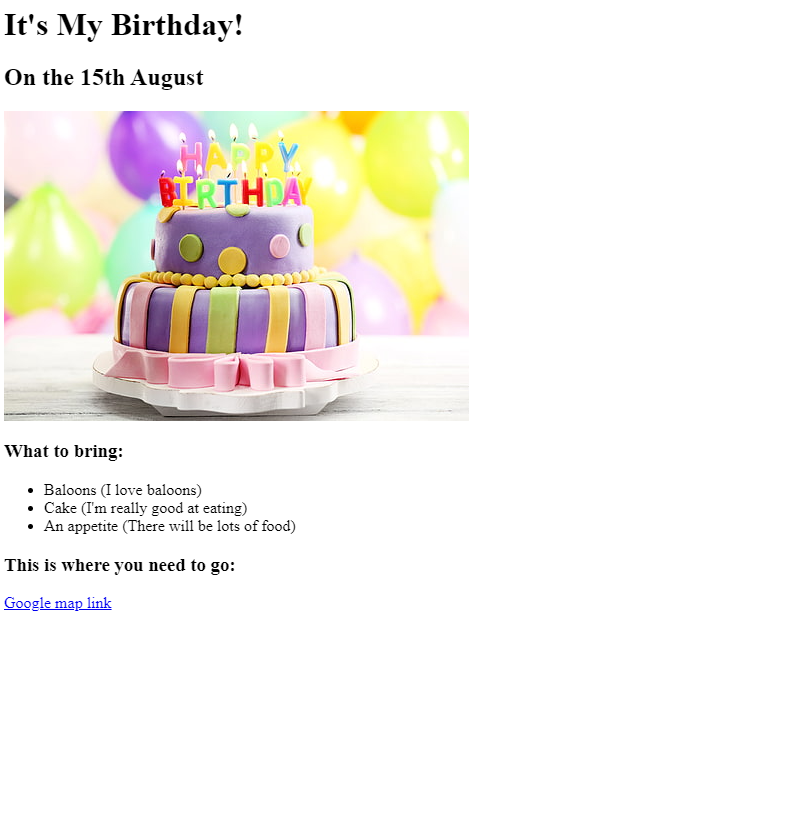 It's My Birthday!
On the 15th August
HAPPY
BIRTHDAY
What to bring:
Baloons (I love baloons)
Cake (I'm really good at eating)
An appetite (There will be lots of food)
This is where you need to go:
Google map link